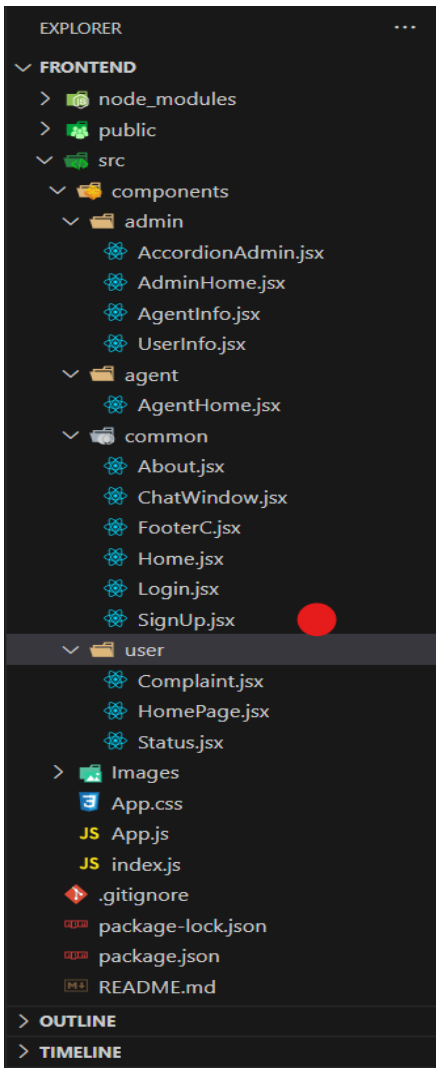 EXPLORER ...
FRONTEND
node_modules
public
src
components
admin
AccordionAdmin.jsx
AdminHome.jsx
AgentInfo.jsx
UserInfo.jsx
agent
AgentHome.jsx
common
About.jsx
ChatWindow.jsx
FooterC.jsx
Home.jsx
Login.jsx
SignUp.jsx
user
Complaint.jsx
HomePage.jsx
Status.jsx
Images
App.css
JS App.js
JS index.js
.gitignore
package-lock.json
package.json
README.md
OUTLINE
TIMELINE